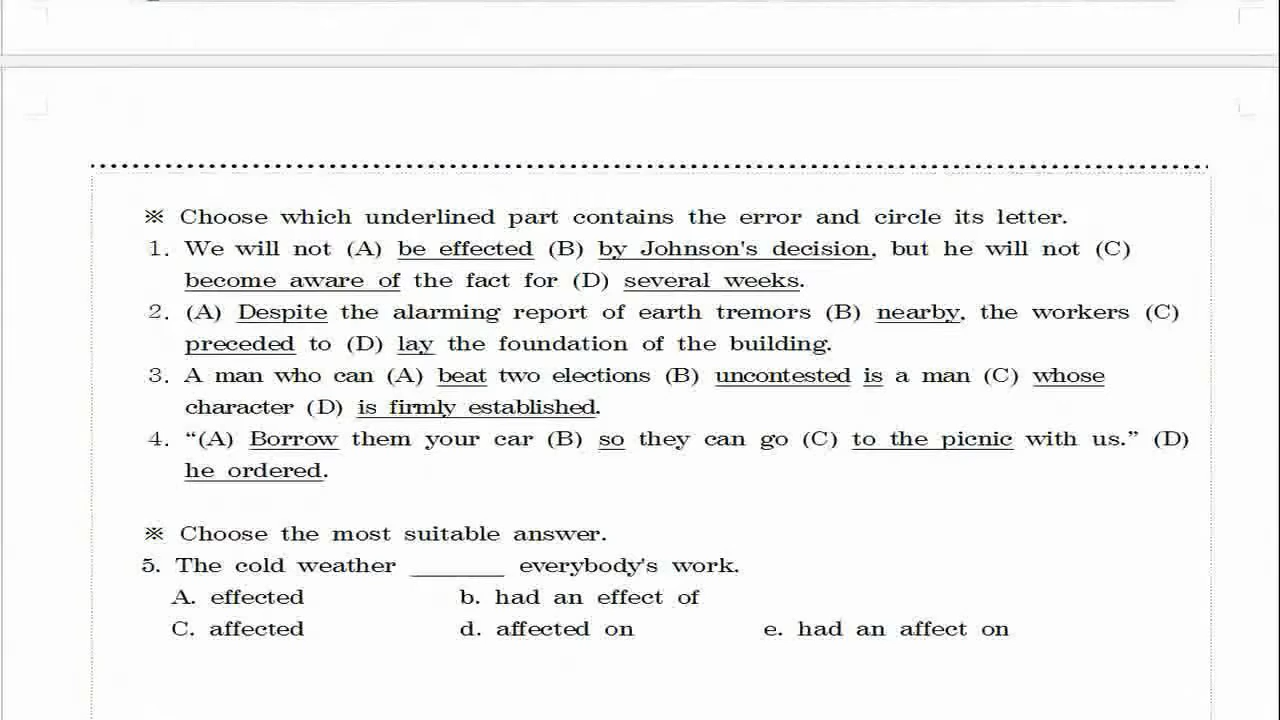 ※ Choose which underlined part contains the error and circle its letter.
1. We will not (A) be effected (B) by Johnson's decision, but he will not (C)
become aware of the fact for (D) several weeks.
2. (A) Despite the alarming report of earth tremors (B) nearby, the workers (C)
preceded to (D) lay the foundation of the building.
3. A man who can (A) beat two elections (B) uncontested is a man (C) whose
character (D) is firmly established.
4. “(A) Borrow them your car (B) so they can go (C) to the picnic with us.” (D)
he ordered.
※ Choose the most suitable answer.
5. The cold weather _______ everybody's work.
A. effected b. had an effect of
C. affected d. affected on e. had an affect on